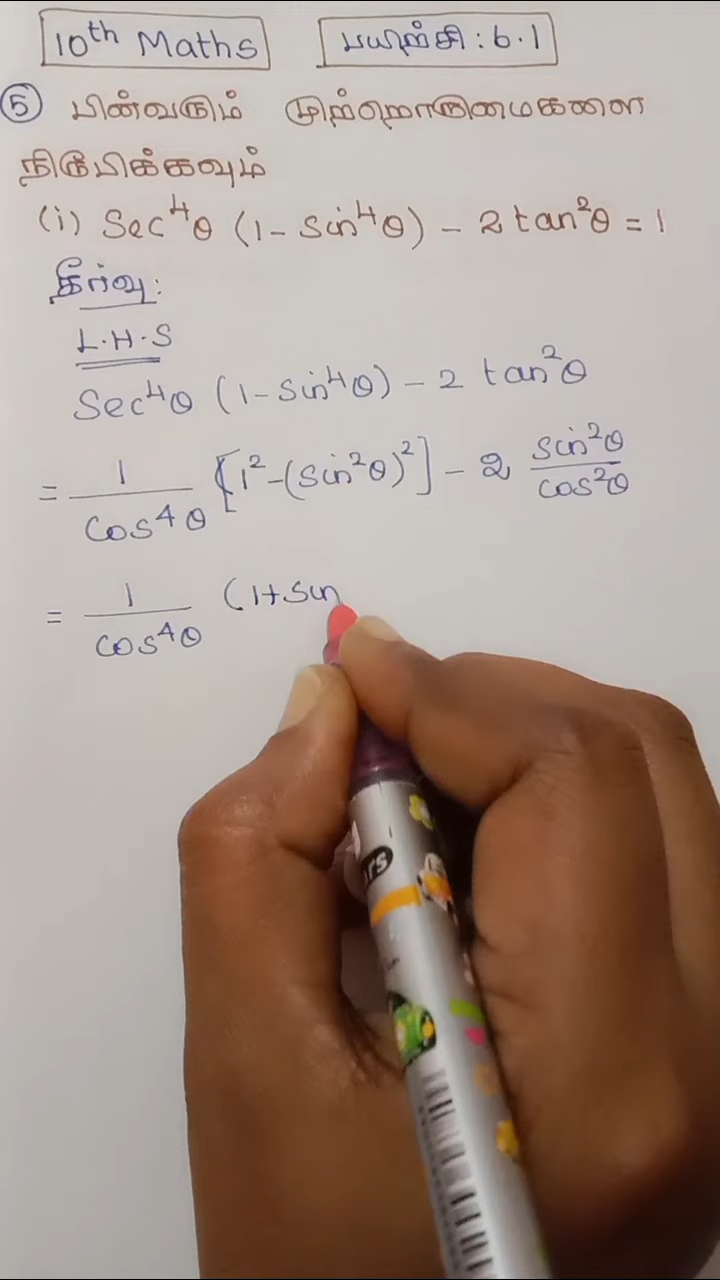 10th Maths பயிற்சி : 6.1
⑤ பின்வரும் முற்றொருமைகளை
நிரூபிக்கவும்
(i) Sec⁴θ (1 - Sin⁴θ) - 2 tan²θ = 1
தீர்வு:
L.H.S
Sec⁴θ (1 - Sin⁴θ) - 2 tan²θ
= 1/Cos⁴θ [1² - (Sin²θ)²] - 2 Sin²θ/Cos²θ
= 1/Cos⁴θ (1 + Sin